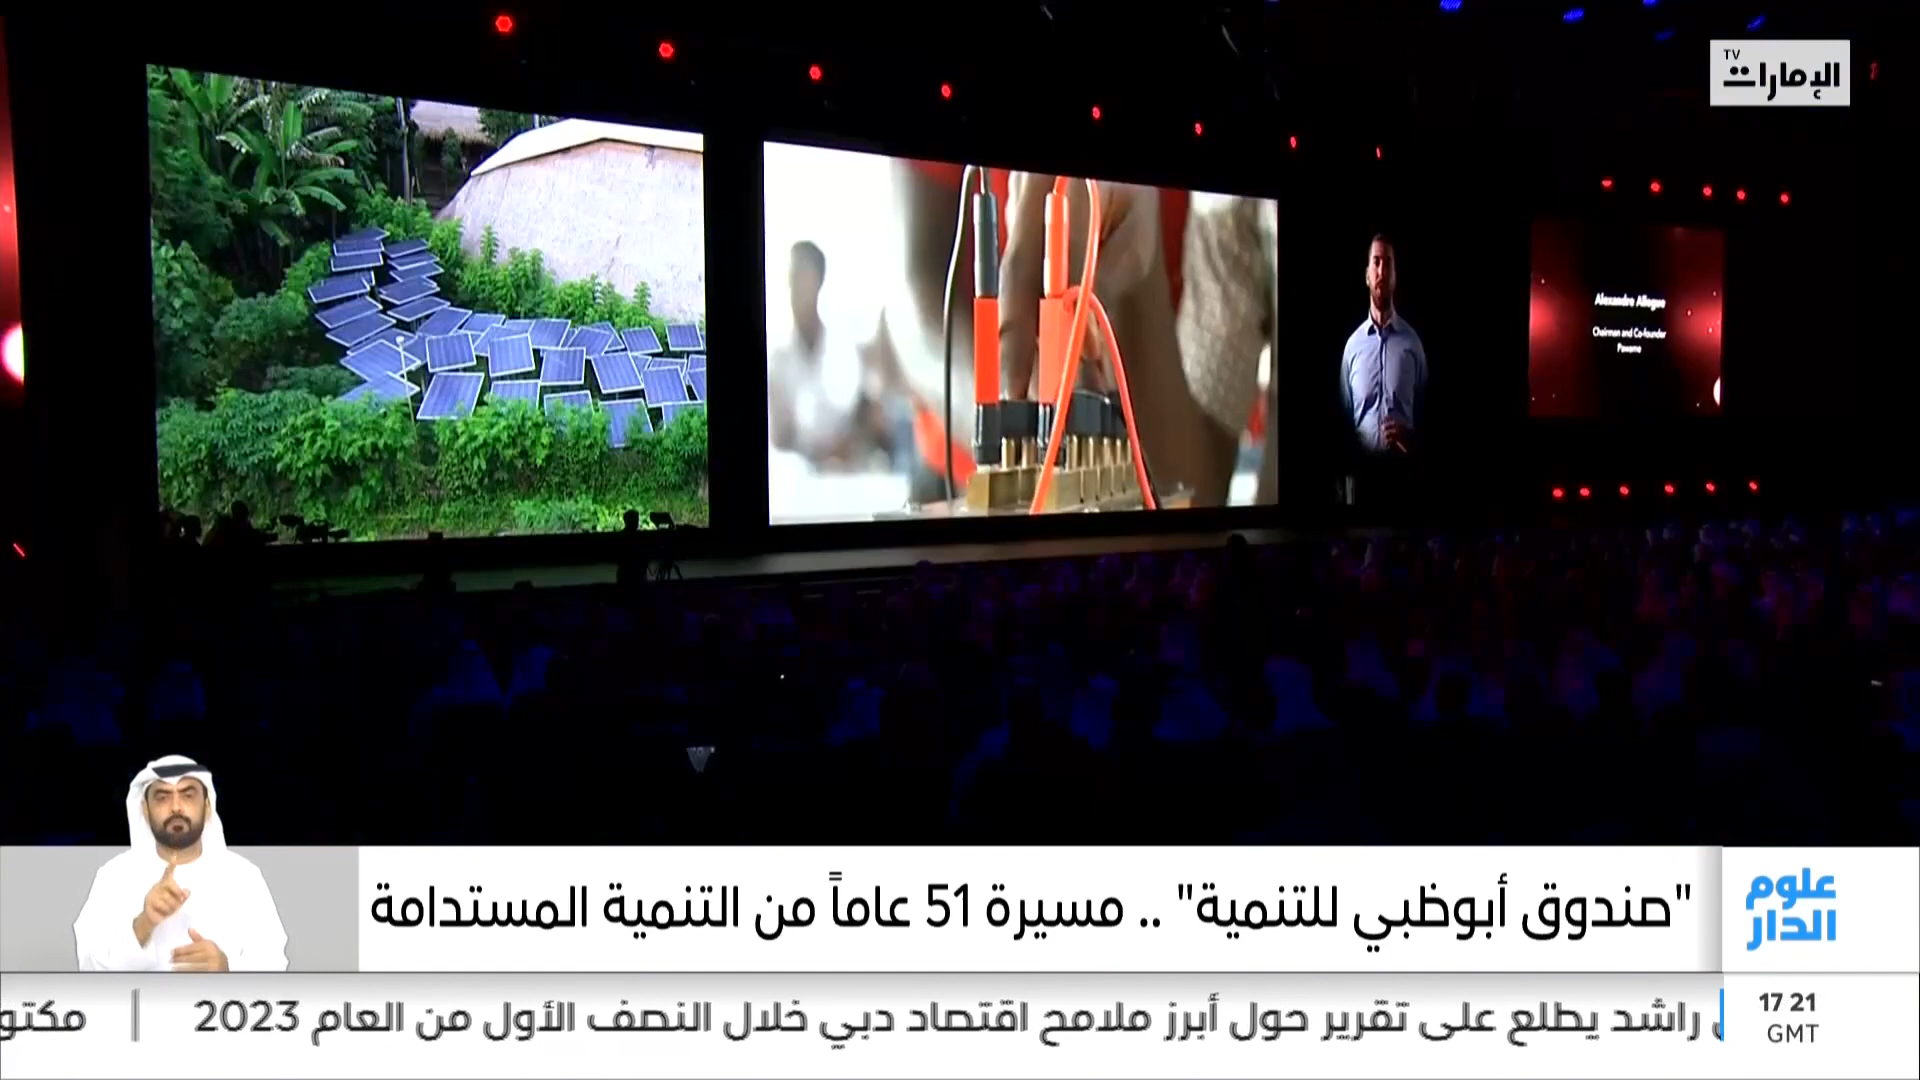 TV
الإمارات
Alexandre Allegue
Chairman and Co-founder
Pawame
"صندوق أبوظبي للتنمية" .. مسيرة 51 عاماً من التنمية المستدامة
علوم
الدار
راشد يطلع على تقرير حول أبرز ملامح اقتصاد دبي خلال النصف الأول من العام 2023 |
17 21
GMT